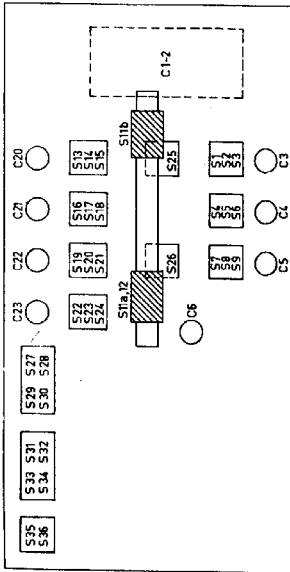 C23 C22 C21 C20
S35
S36
S33 S31
S34 S32
S29 S27
S30 S28
S22
S23
S24
S19
S20
S21
S16
S17
S18
S13
S14
S15
S11a,12
S11b
C1-2
S26
S25
C6
S7
S8
S9
S4
S5
S6
S1
S2
S3
C5 C4 C3